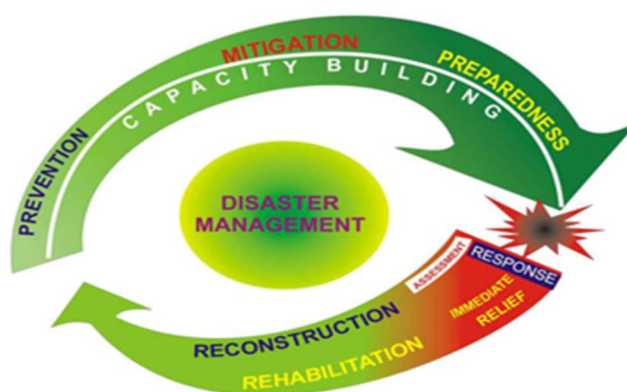 MITIGATION
PREPAREDNESS
CAPACITY BUILDING
PREVENTION
DISASTER
MANAGEMENT
ASSESSMENT
RESPONSE
IMMEDIATE
RELIEF
RECONSTRUCTION
REHABILITATION